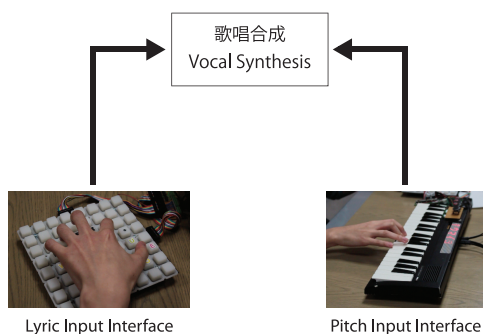 歌唱合成
Vocal Synthesis
Lyric Input Interface
Pitch Input Interface